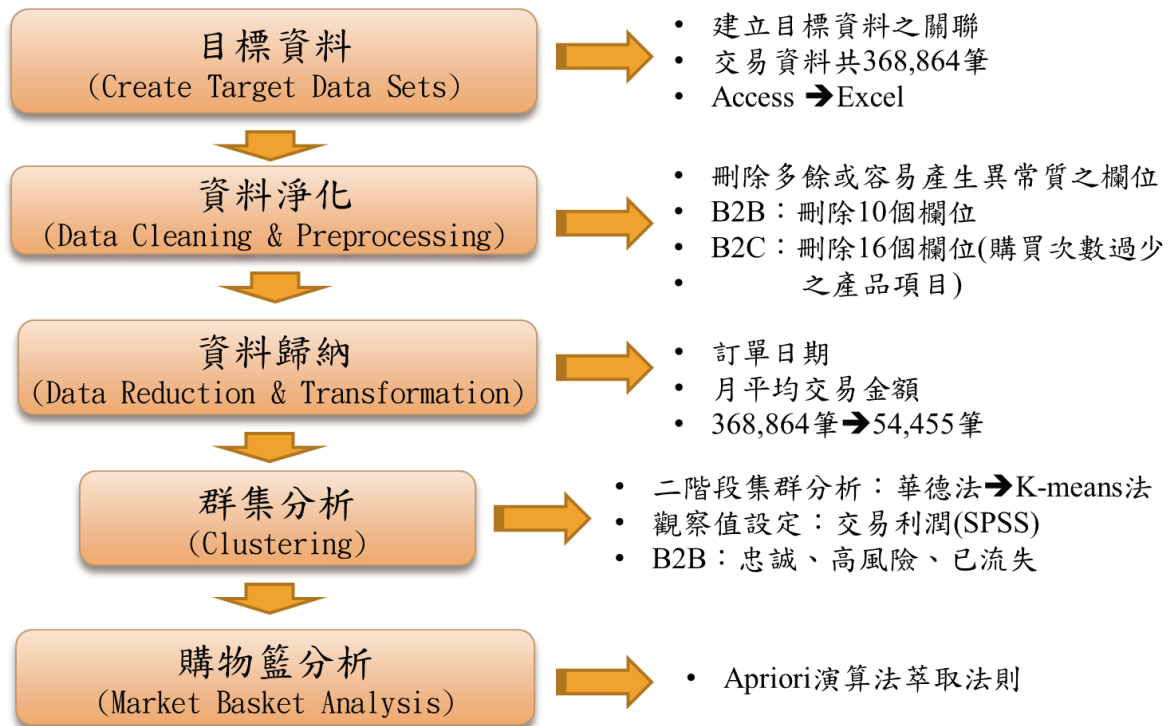 目標資料
(Create Target Data Sets)
• 建立目標資料之關聯
• 交易資料共368,864筆
• Access ➔Excel
資料淨化
(Data Cleaning & Preprocessing)
• 刪除多餘或容易產生異常質之欄位
• B2B：刪除10個欄位
• B2C：刪除16個欄位(購買次數過少
• 之產品項目)
資料歸納
(Data Reduction & Transformation)
• 訂單日期
• 月平均交易金額
• 368,864筆➔54,455筆
群集分析
(Clustering)
• 二階段集群分析：華德法➔K-means法
• 觀察值設定：交易利潤(SPSS)
• B2B：忠誠、高風險、已流失
購物籃分析
(Market Basket Analysis)
• Apriori演算法萃取法則